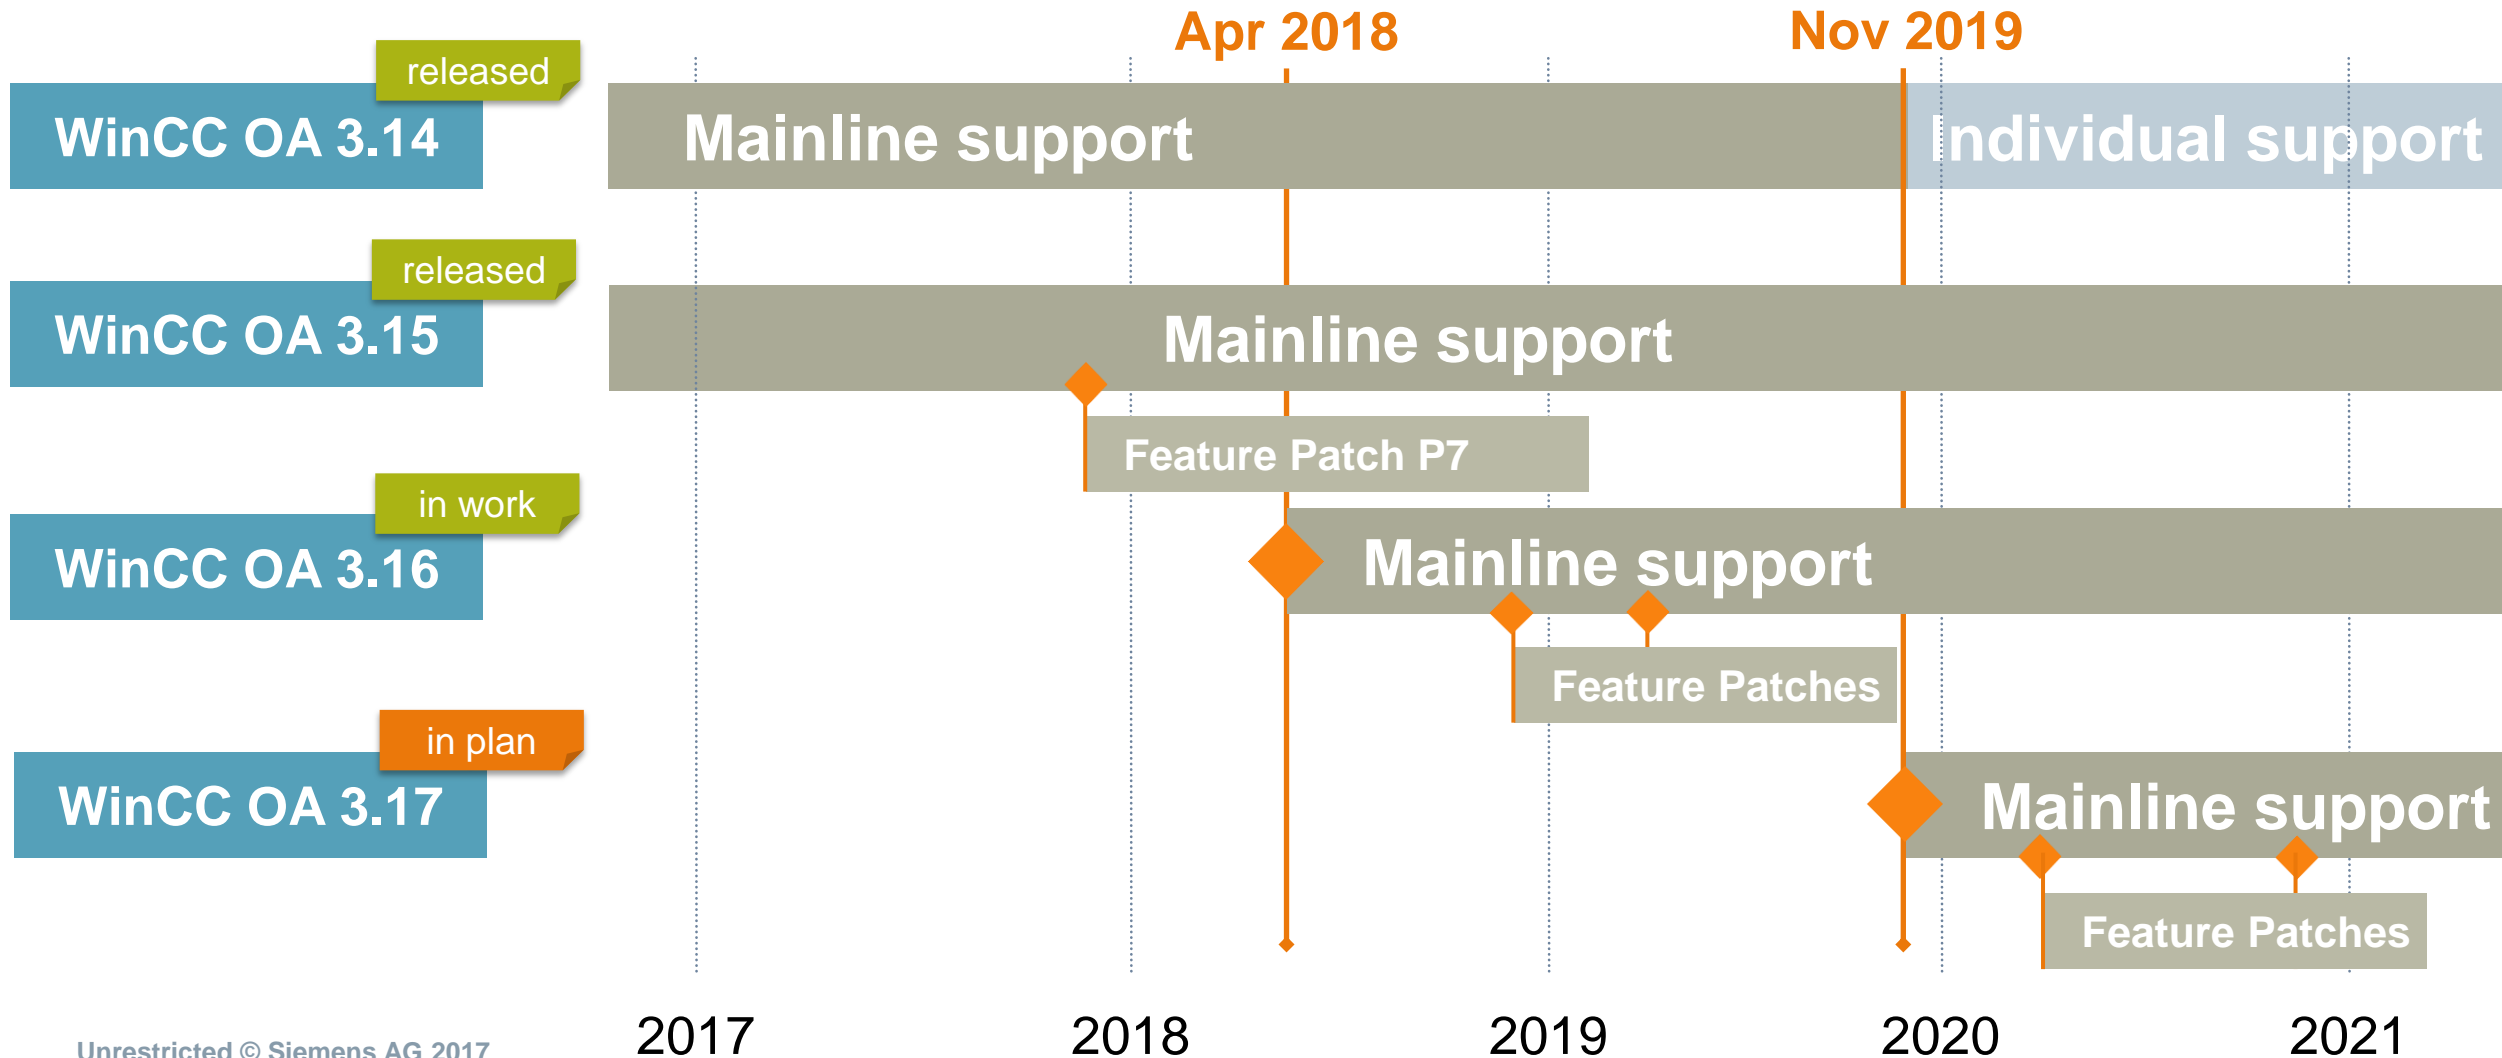 Apr 2018
Nov 2019
released
WinCC OA 3.14
Mainline support
Individual support
released
WinCC OA 3.15
Mainline support
Feature Patch P7
in work
WinCC OA 3.16
Mainline support
Feature Patches
in plan
WinCC OA 3.17
Mainline support
Feature Patches
2017
2018
2019
2020
2021
Unrestricted © Siemens AG 2017